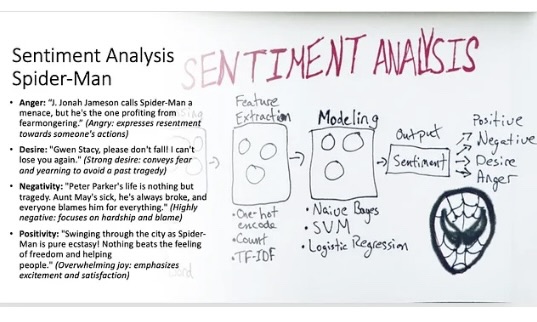 SENTIMENT ANALYSIS
Sentiment Analysis
Spider-Man
• Anger: "J. Jonah Jameson calls Spider-Man a
menace, but he's the one profiting from
fearmongering." (Angry: expresses resentment
towards someone's actions)
• Desire: "Gwen Stacy, please don't fall! I can't
lose you again." (Strong desire: conveys fear
and yearning to avoid a past tragedy)
• Negativity: "Peter Parker's life is nothing but
tragedy. Aunt May's sick, he's always broke, and
everyone blames him for everything." (Highly
negative: focuses on hardship and blame)
• Positivity: "Swinging through the city as Spider-
Man is pure ecstasy! Nothing beats the feeling
of freedom and helping
people." (Overwhelming joy: emphasizes
excitement and satisfaction)
Feature
Extraction
• One-hot
encode
• Count
• TF-IDF
Modeling
• Naive Bayes
• SVM
• Logistic Regression
Output
Sentiment
Positive
Negative
Desire
Anger